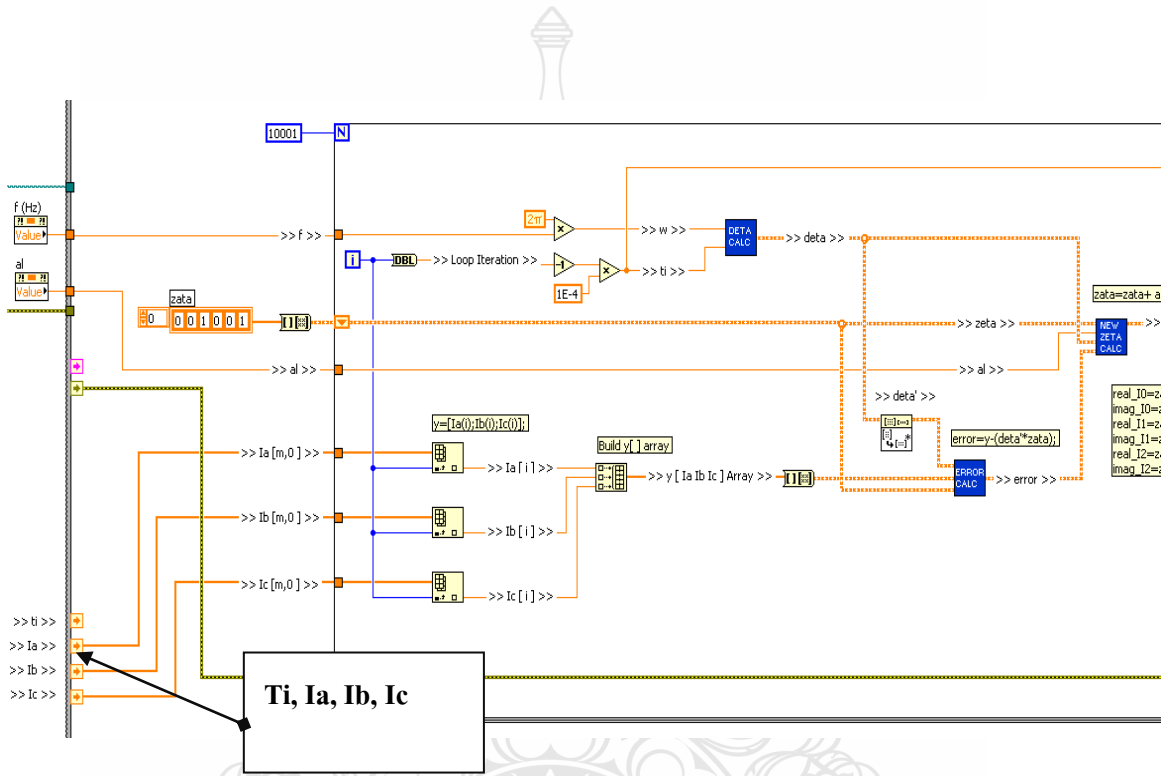 10001
N
f (Hz)
?! ?!
Value
>> f >>
2π
x
>> w >>
DETA
CALC
>> deta >>
i
DBL
>> Loop Iteration >>
-1
x
>> ti >>
1E-4
al
?! ?!
Value
zata
0
0 0 1 0 0 1
>> zeta >>
zata=zata+ a
NEW
ZETA
CALC
>>
>> al >>
>> al >>
>> deta' >>
real_I0=za
imag_I0=z
real_I1=za
imag_I1=z
real_I2=za
imag_I2=z
y=[Ia(i);Ib(i);Ic(i)];
Build y[ ] array
error=y-(deta'*zata);
>> Ia [m,0] >>
>> Ia [ i ] >>
>> y [ Ia Ib Ic ] Array >>
ERROR
CALC
>> error >>
>> Ib [m,0 ] >>
>> Ib [ i ] >>
>> Ic [m,0 ] >>
>> Ic [ i ] >>
>> ti >>
>> Ia >>
>> Ib >>
>> Ic >>
Ti, Ia, Ib, Ic